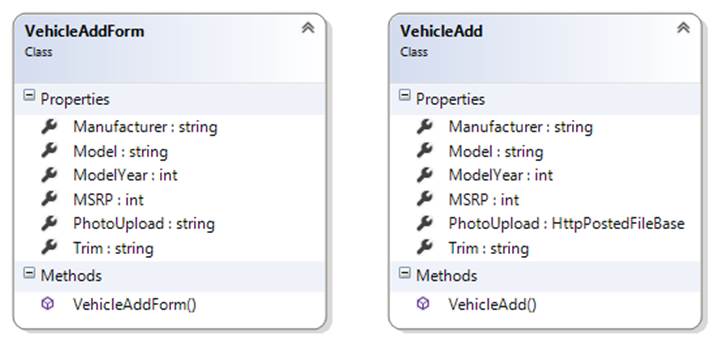 VehicleAddForm
Class
Properties
Manufacturer : string
Model : string
ModelYear : int
MSRP : int
PhotoUpload : string
Trim : string
Methods
VehicleAddForm()
VehicleAdd
Class
Properties
Manufacturer : string
Model : string
ModelYear : int
MSRP : int
PhotoUpload : HttpPostedFileBase
Trim : string
Methods
VehicleAdd()